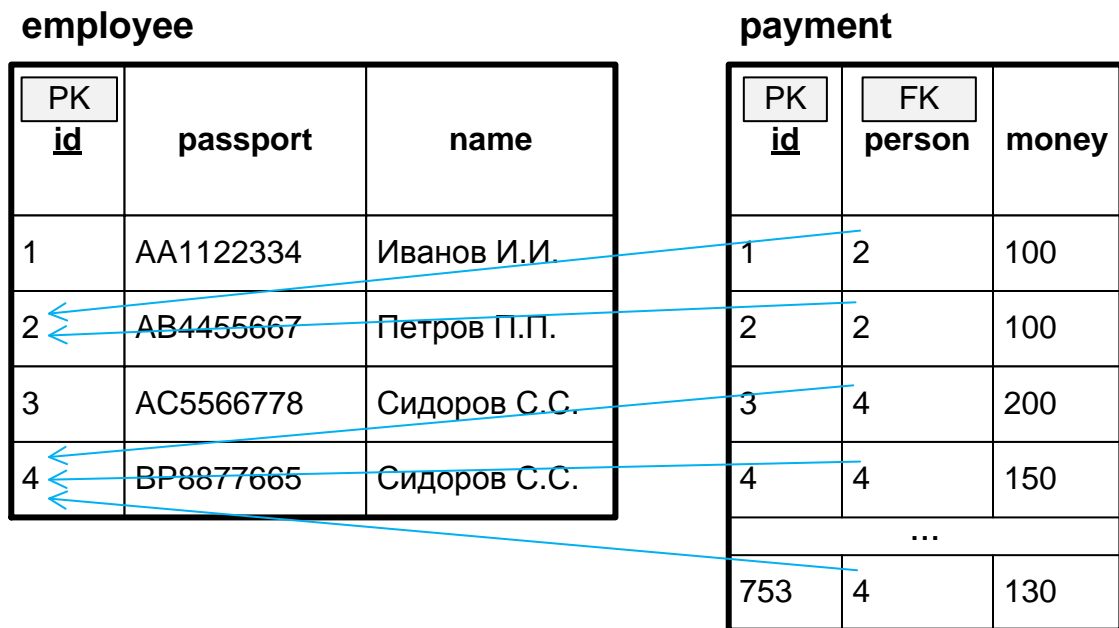 employee
PK
id passport name
1 AA1122334 Иванов И.И.
2 AB4455667 Петров П.П.
3 AC5566778 Сидоров С.С.
4 BP8877665 Сидоров С.С.
payment
PK FK
id person money
1 2 100
2 2 100
3 4 200
4 4 150
...
753 4 130